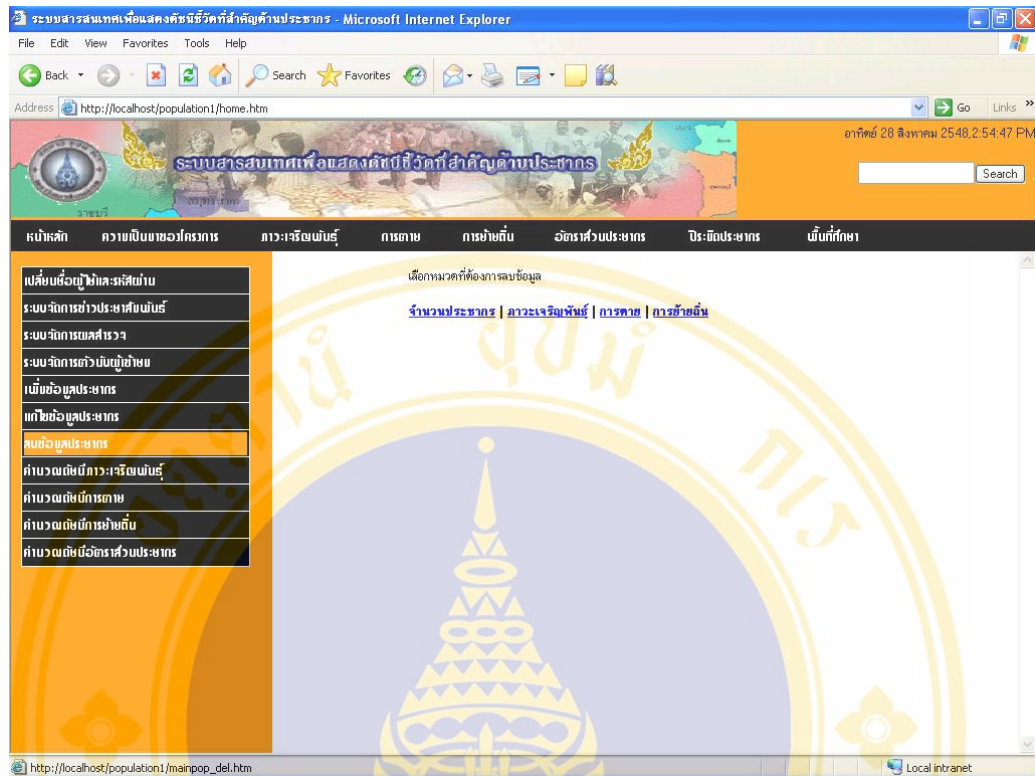 ระบบสารสนเทศเพื่อแสดงดัชนีชี้วัดที่สำคัญด้านประชากร - Microsoft Internet Explorer
File Edit View Favorites Tools Help
Back Search Favorites
Address http://localhost/population1/home.htm Go Links »
อาทิตย์ 28 สิงหาคม 2548,2:54:47 PM
ระบบสารสนเทศเพื่อแสดงดัชนีชี้วัดที่สำคัญด้านประชากร
Search
ราชบุรี
หน้าหลัก ความเป็นมาของโครงการ ภาวะเจริญพันธุ์ การตาย การย้ายถิ่น อัตราส่วนประชากร ปิระมิดประชากร พื้นที่ศึกษา
เปลี่ยนชื่อผู้ใช้และรหัสผ่าน
ระบบจัดการข่าวประชาสัมพันธ์
ระบบจัดการผลสำรวจ
ระบบจัดการตัวนับผู้เข้าชม
เพิ่มข้อมูลประชากร
แก้ไขข้อมูลประชากร
ลบข้อมูลประชากร
คำนวณดัชนีภาวะเจริญพันธุ์
คำนวณดัชนีการตาย
คำนวณดัชนีการย้ายถิ่น
คำนวณดัชนีอัตราส่วนประชากร
เลือกหมวดที่ต้องการลบข้อมูล
จำนวนประชากร | ภาวะเจริญพันธุ์ | การตาย | การย้ายถิ่น
http://localhost/population1/mainpop_del.htm Local intranet